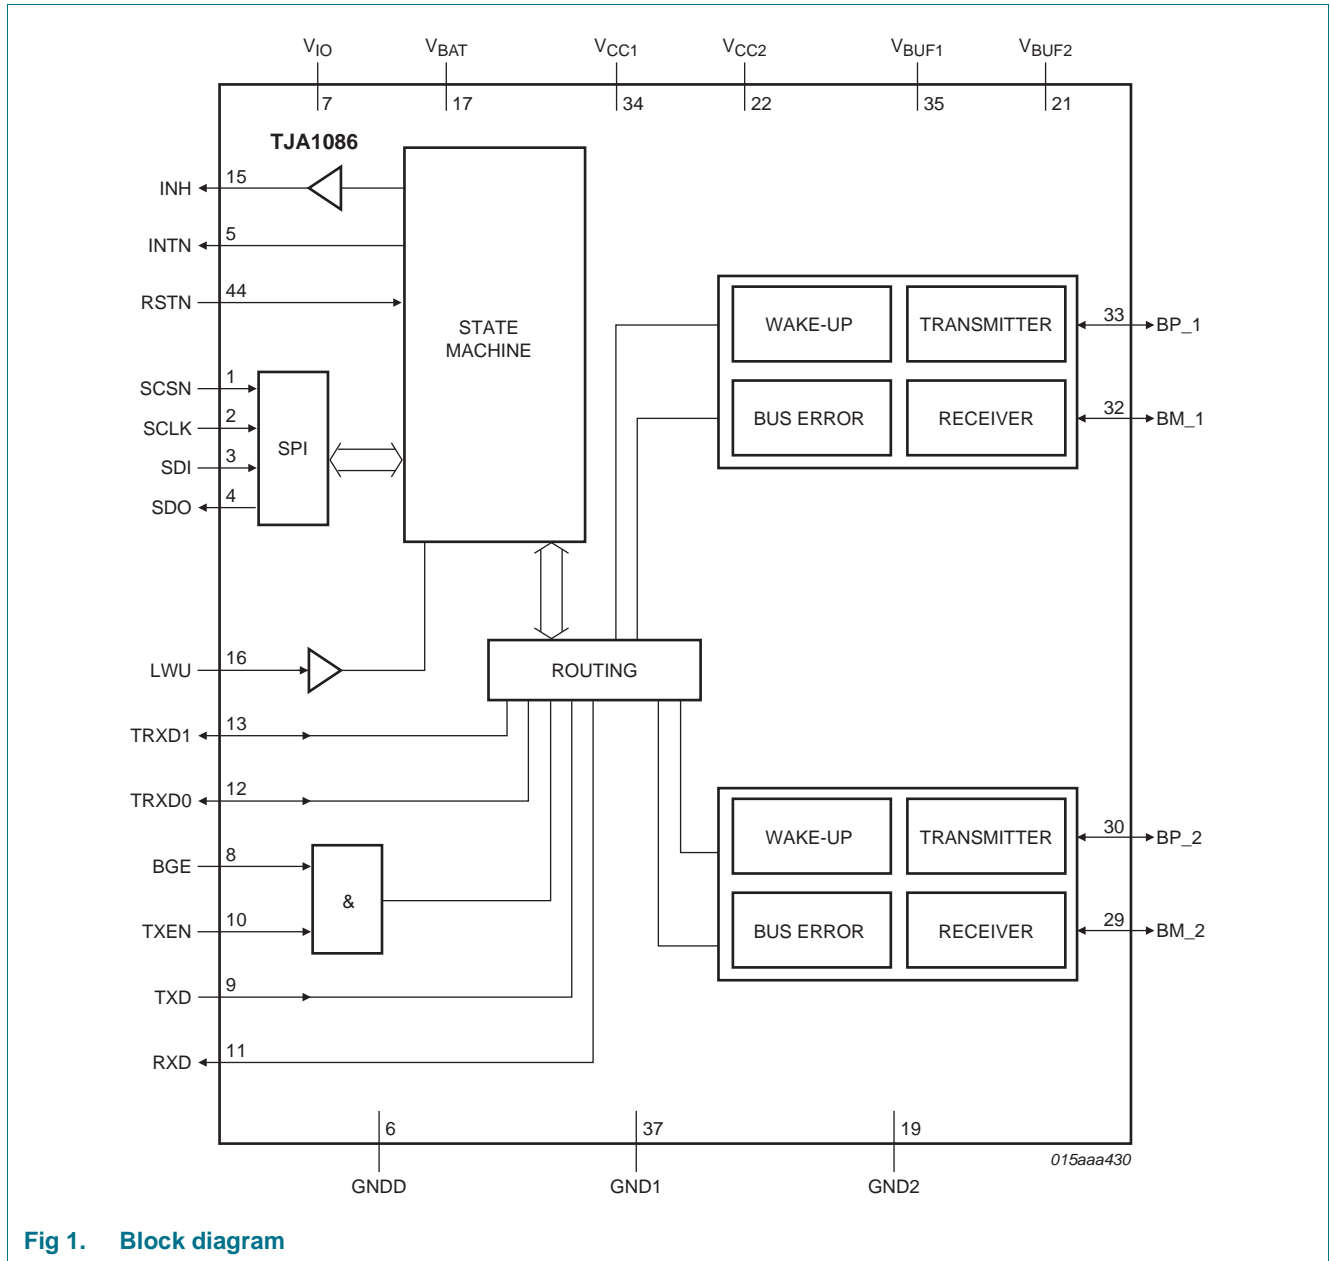 VIO VBAT VCC1 VCC2 VBUF1 VBUF2
7 17 34 22 35 21
TJA1086
INH 15
INTN 5
RSTN 44
STATE
MACHINE
SCSN 1
SCLK 2
SDI 3
SDO 4
SPI
WAKE-UP TRANSMITTER 33 BP_1
BUS ERROR RECEIVER 32 BM_1
LWU 16
ROUTING
TRXD1 13
TRXD0 12
BGE 8
&
TXEN 10
TXD 9
RXD 11
WAKE-UP TRANSMITTER 30 BP_2
BUS ERROR RECEIVER 29 BM_2
6 37 19
015aaa430
GNDD GND1 GND2
Fig 1. Block diagram